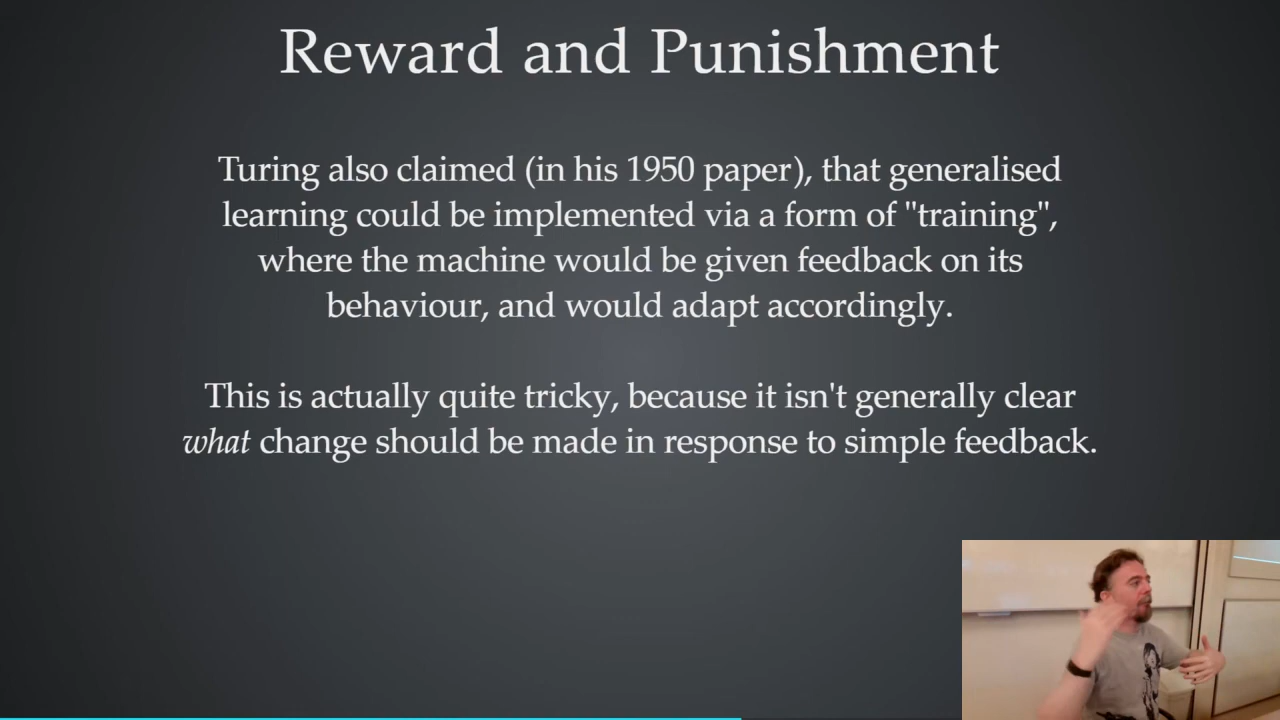 Reward and Punishment
Turing also claimed (in his 1950 paper), that generalised
learning could be implemented via a form of "training",
where the machine would be given feedback on its
behaviour, and would adapt accordingly.
This is actually quite tricky, because it isn't generally clear
what change should be made in response to simple feedback.